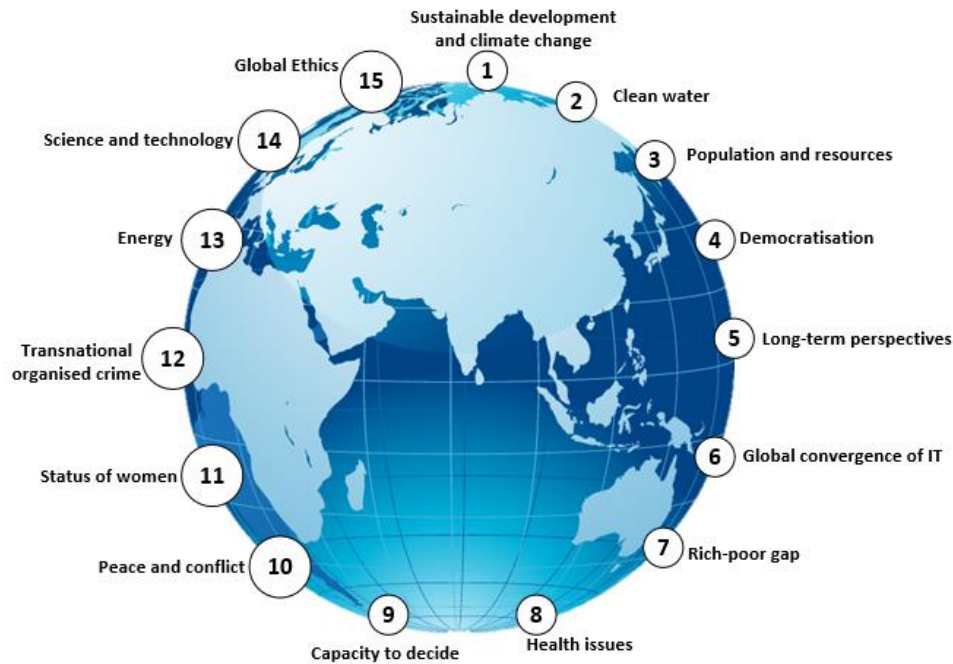 Sustainable development
and climate change
1
2
Clean water
3
Population and resources
4
Democratisation
5
Long-term perspectives
6
Global convergence of IT
7
Rich-poor gap
8
Health issues
9
Capacity to decide
10
Peace and conflict
11
Status of women
12
Transnational
organised crime
13
Energy
14
Science and technology
15
Global Ethics